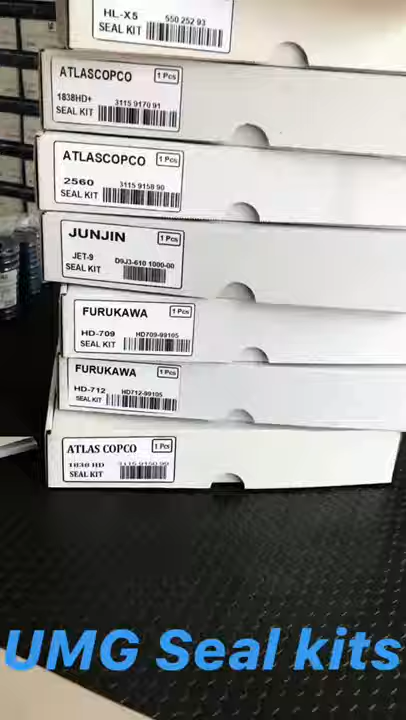 HL-X5
550 252 93
SEAL KIT
ATLASCOPCO 1 Pcs
1838HD+
3115 9170 91
SEAL KIT
ATLASCOPCO 1 Pcs
2560
3115 9158 90
SEAL KIT
JUNJIN 1 Pcs
JET-9
D9J3-610 1000-00
SEAL KIT
FURUKAWA 1 Pcs
HD-709 HD709-99105
SEAL KIT
FURUKAWA 1 Pcs
HD-712 HD712-99105
SEAL KIT
ATLAS COPCO 1 Pcs
1838 HD
SEAL KIT
UMG Seal kits